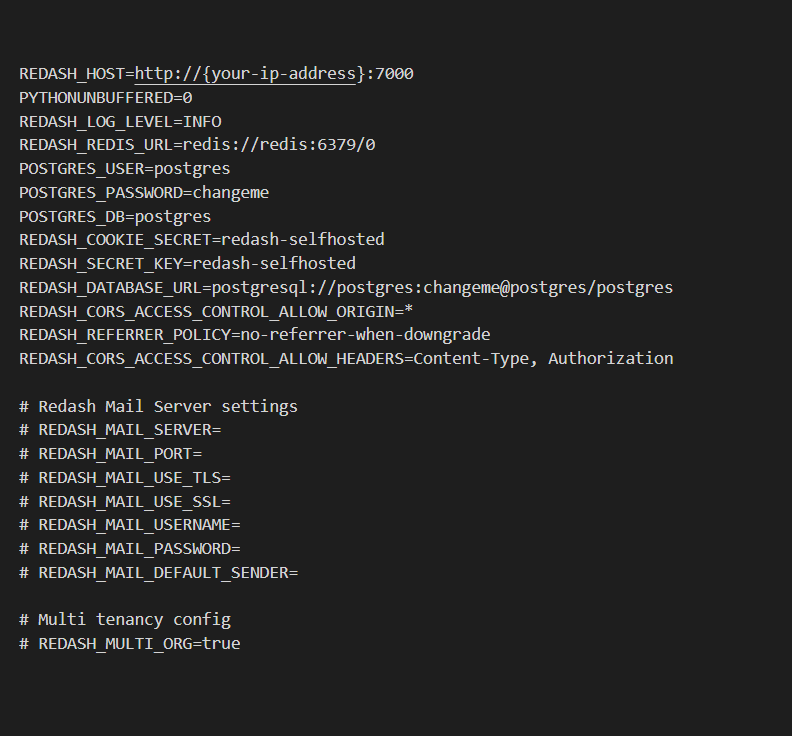 REDASH_HOST=http://{your-ip-address}:7000
PYTHONUNBUFFERED=0
REDASH_LOG_LEVEL=INFO
REDASH_REDIS_URL=redis://redis:6379/0
POSTGRES_USER=postgres
POSTGRES_PASSWORD=changeme
POSTGRES_DB=postgres
REDASH_COOKIE_SECRET=redash-selfhosted
REDASH_SECRET_KEY=redash-selfhosted
REDASH_DATABASE_URL=postgresql://postgres:changeme@postgres/postgres
REDASH_CORS_ACCESS_CONTROL_ALLOW_ORIGIN=*
REDASH_REFERRER_POLICY=no-referrer-when-downgrade
REDASH_CORS_ACCESS_CONTROL_ALLOW_HEADERS=Content-Type, Authorization

# Redash Mail Server settings
# REDASH_MAIL_SERVER=
# REDASH_MAIL_PORT=
# REDASH_MAIL_USE_TLS=
# REDASH_MAIL_USE_SSL=
# REDASH_MAIL_USERNAME=
# REDASH_MAIL_PASSWORD=
# REDASH_MAIL_DEFAULT_SENDER=

# Multi tenancy config
# REDASH_MULTI_ORG=true